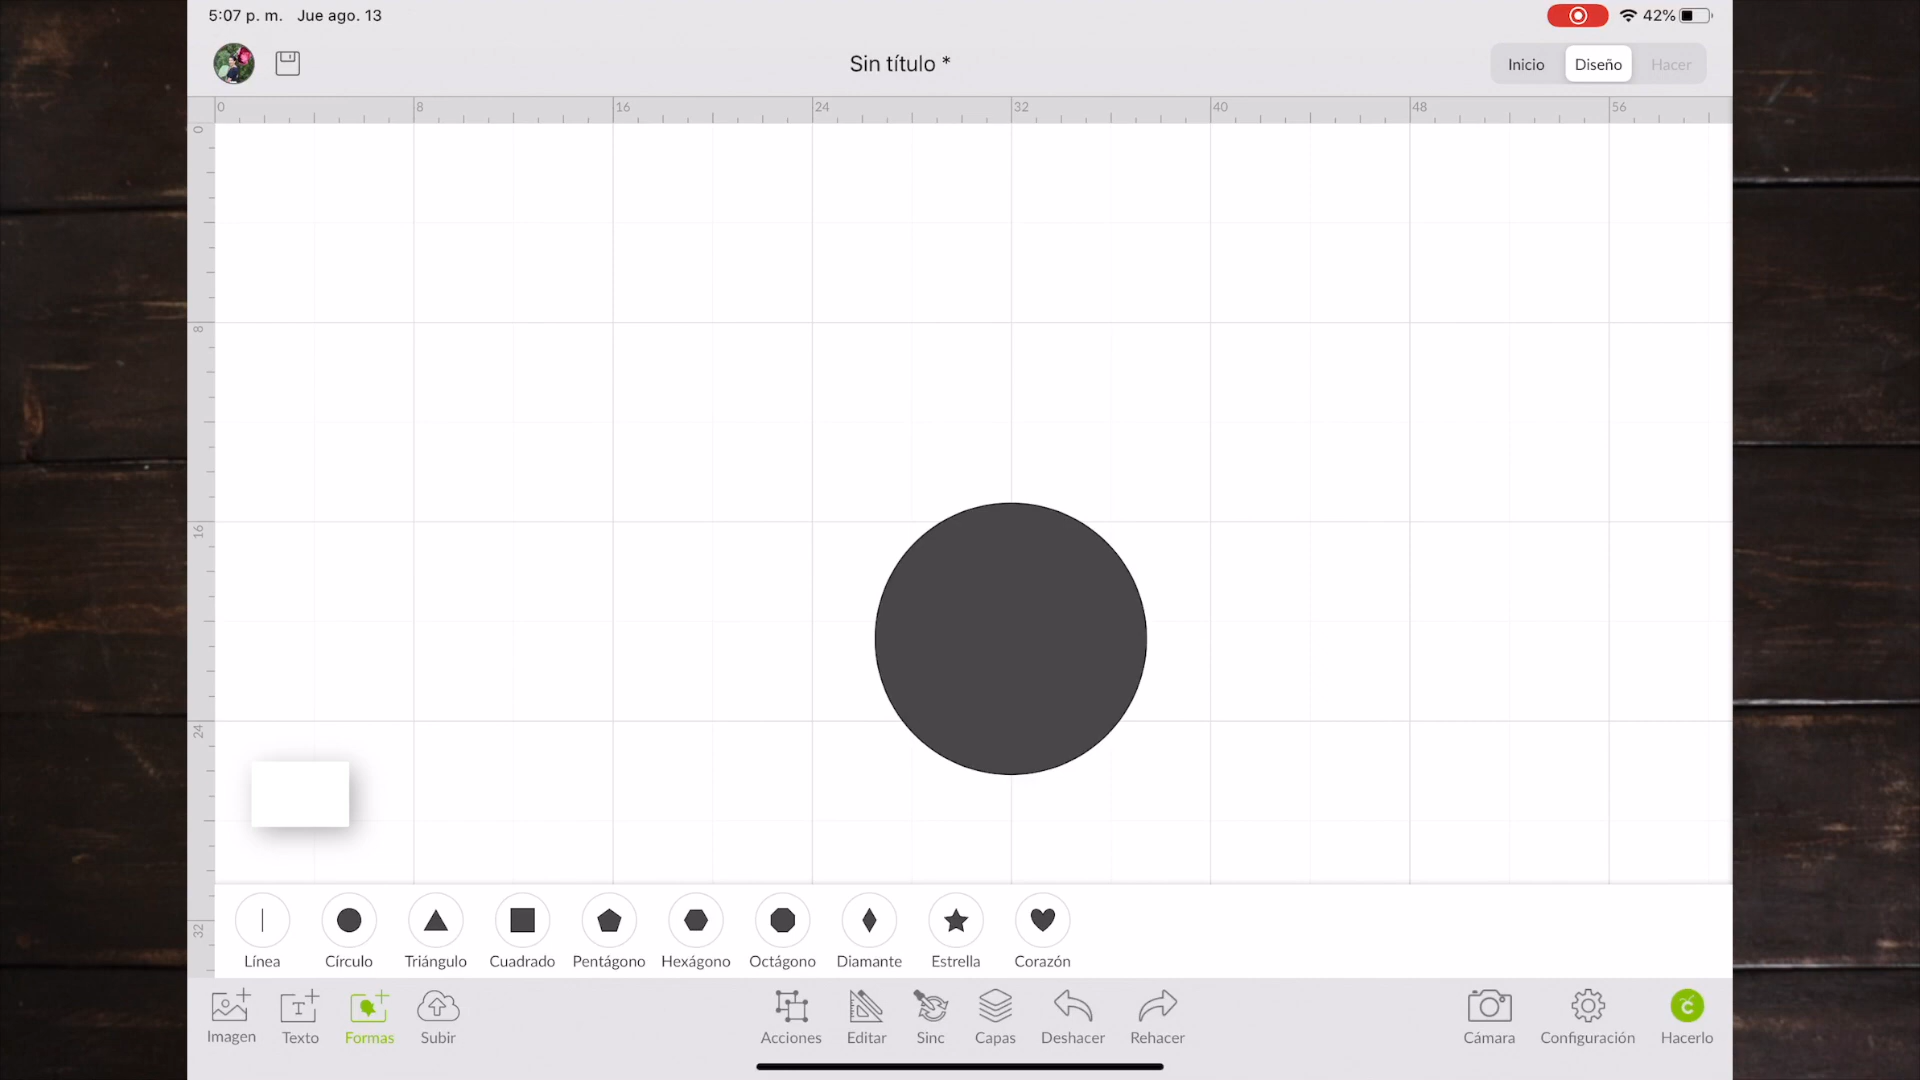 5:07 p. m. Jue ago. 13
42%
Sin título *
Inicio Diseño Hacer
0 8 16 24 32 40 48 56
0
8
16
24
32
Línea Círculo Triángulo Cuadrado Pentágono Hexágono Octágono Diamante Estrella Corazón
Imagen Texto Formas Subir Acciones Editar Sinc Capas Deshacer Rehacer Cámara Configuración Hacerlo